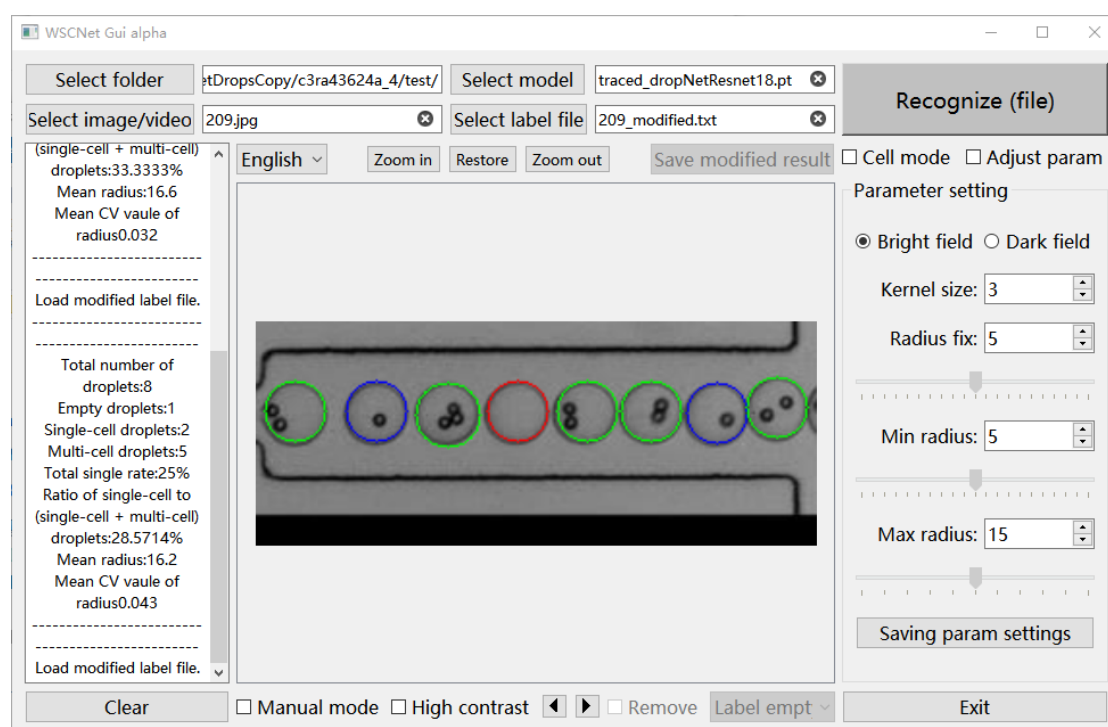 WSCNet Gui alpha
Select folder
etDropsCopy/c3ra43624a_4/test/
Select model
traced_dropNetResnet18.pt
Recognize (file)
Select image/video
209.jpg
Select label file
209_modified.txt
(single-cell + multi-cell)
droplets:33.3333%
Mean radius:16.6
Mean CV vaule of
radius0.032
--------------------------
--------------------------
Load modified label file.
--------------------------
--------------------------
Total number of
droplets:8
Empty droplets:1
Single-cell droplets:2
Multi-cell droplets:5
Total single rate:25%
Ratio of single-cell to
(single-cell + multi-cell)
droplets:28.5714%
Mean radius:16.2
Mean CV vaule of
radius0.043
--------------------------
--------------------------
Load modified label file.
English
Zoom in
Restore
Zoom out
Save modified result
Cell mode
Adjust param
Parameter setting
Bright field
Dark field
Kernel size: 3
Radius fix: 5
Min radius: 5
Max radius: 15
Saving param settings
Clear
Manual mode
High contrast
Remove
Label empt
Exit